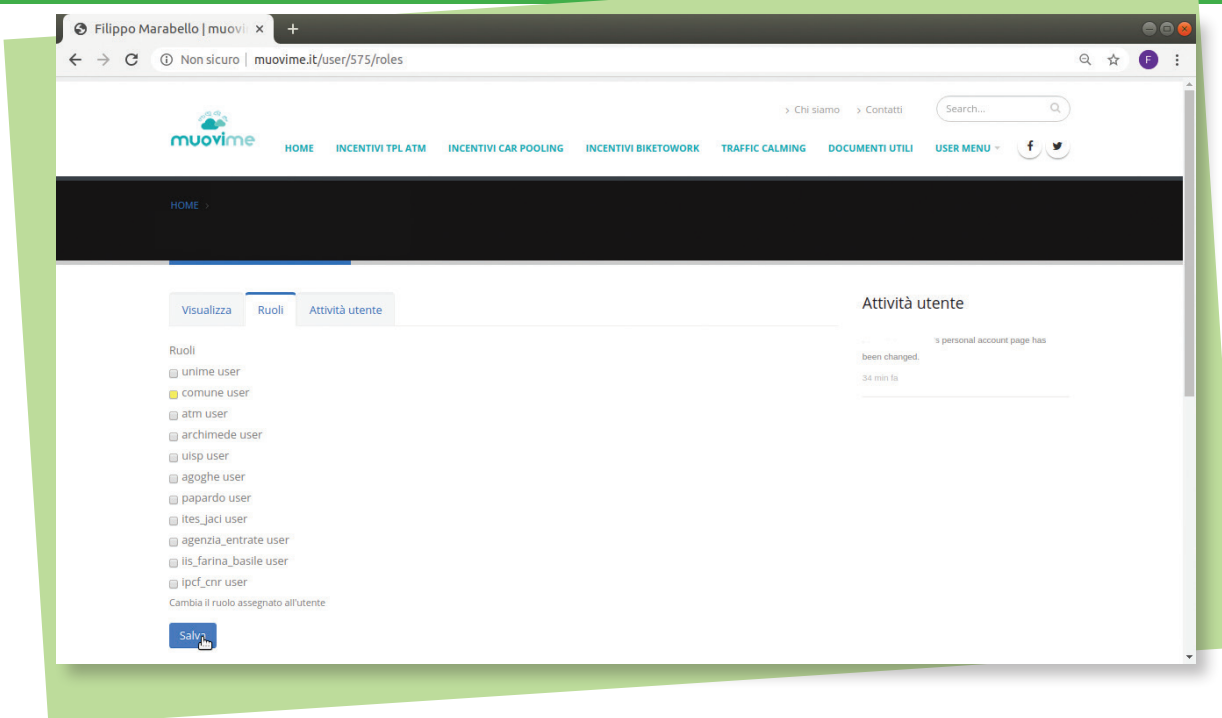 Filippo Marabello | muovi
Non sicuro | muovime.it/user/575/roles
F
> Chi siamo > Contatti
Search...
muovime
HOME INCENTIVI TPL ATM INCENTIVI CAR POOLING INCENTIVI BIKETOWORK TRAFFIC CALMING DOCUMENTI UTILI USER MENU
HOME >
Visualizza Ruoli Attività utente
Ruoli
unime user
comune user
atm user
archimede user
uisp user
agoghe user
papardo user
ites_jaci user
agenzia_entrate user
iis_farina_basile user
ipcf_cnr user
Cambia il ruolo assegnato all'utente
Salva
Attività utente
s personal account page has
been changed.
34 min fa